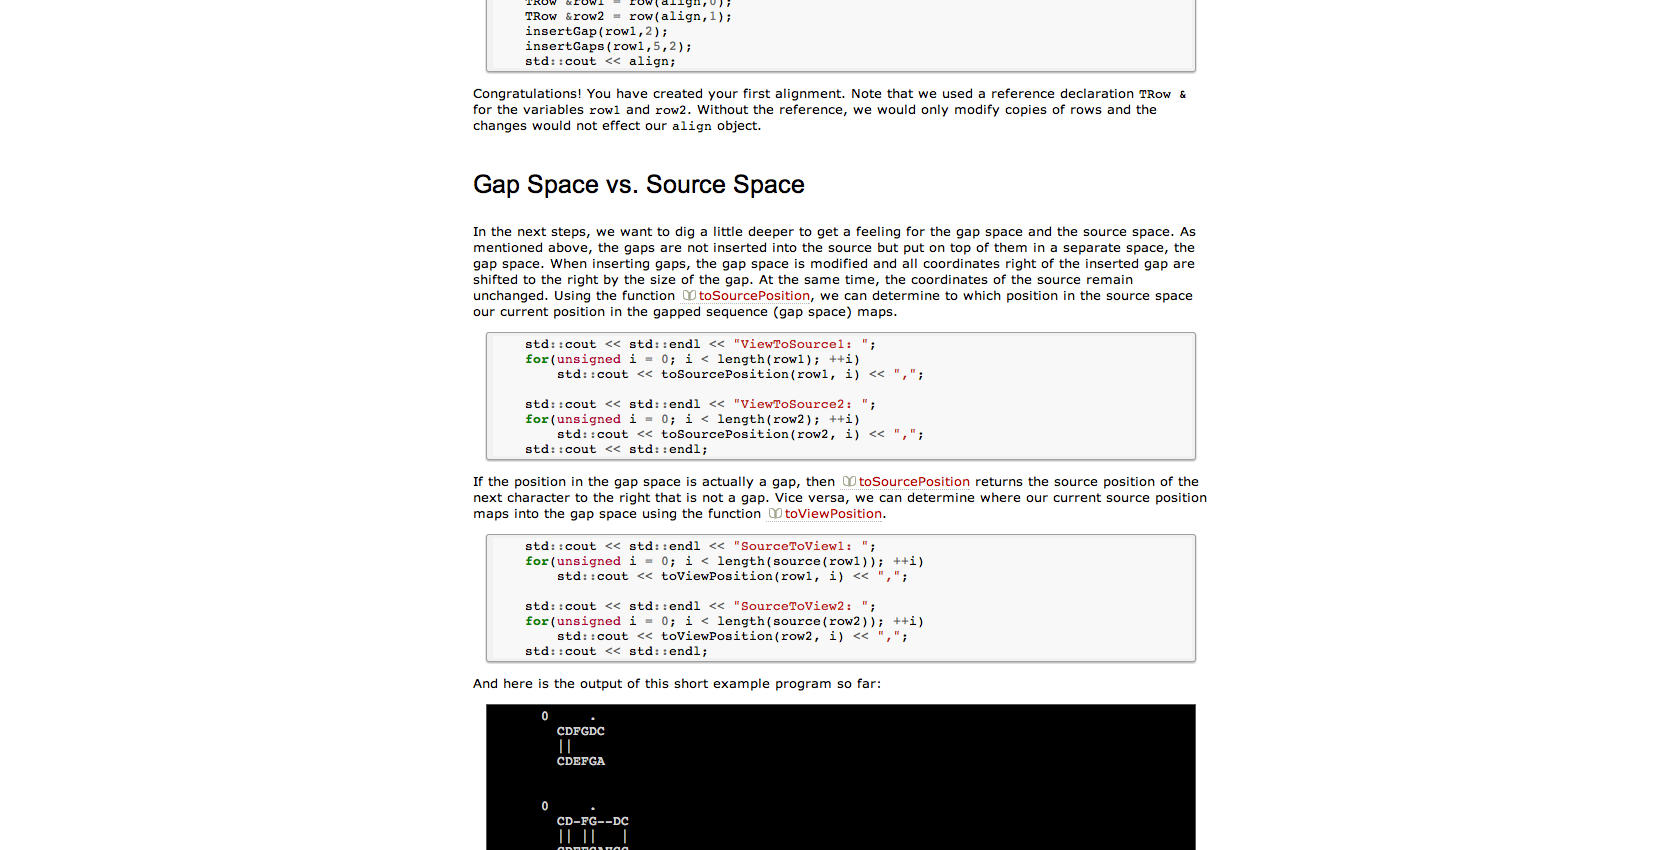 TRow &row1 = row(align,0);
TRow &row2 = row(align,1);
insertGap(row1,2);
insertGaps(row1,5,2);
std::cout << align;
Congratulations! You have created your first alignment. Note that we used a reference declaration TRow &
for the variables row1 and row2. Without the reference, we would only modify copies of rows and the
changes would not effect our align object.
Gap Space vs. Source Space
In the next steps, we want to dig a little deeper to get a feeling for the gap space and the source space. As
mentioned above, the gaps are not inserted into the source but put on top of them in a separate space, the
gap space. When inserting gaps, the gap space is modified and all coordinates right of the inserted gap are
shifted to the right by the size of the gap. At the same time, the coordinates of the source remain
unchanged. Using the function toSourcePosition, we can determine to which position in the source space
our current position in the gapped sequence (gap space) maps.
std::cout << std::endl << "ViewToSource1: ";
for(unsigned i = 0; i < length(row1); ++i)
std::cout << toSourcePosition(row1, i) << ",";
std::cout << std::endl << "ViewToSource2: ";
for(unsigned i = 0; i < length(row2); ++i)
std::cout << toSourcePosition(row2, i) << ",";
std::cout << std::endl;
If the position in the gap space is actually a gap, then toSourcePosition returns the source position of the
next character to the right that is not a gap. Vice versa, we can determine where our current source position
maps into the gap space using the function toViewPosition.
std::cout << std::endl << "SourceToView1: ";
for(unsigned i = 0; i < length(source(row1)); ++i)
std::cout << toViewPosition(row1, i) << ",";
std::cout << std::endl << "SourceToView2: ";
for(unsigned i = 0; i < length(source(row2)); ++i)
std::cout << toViewPosition(row2, i) << ",";
std::cout << std::endl;
And here is the output of this short example program so far:
0 .
CDFGDC
||
CDEFGA
0 .
CD-FG--DC
|| || |